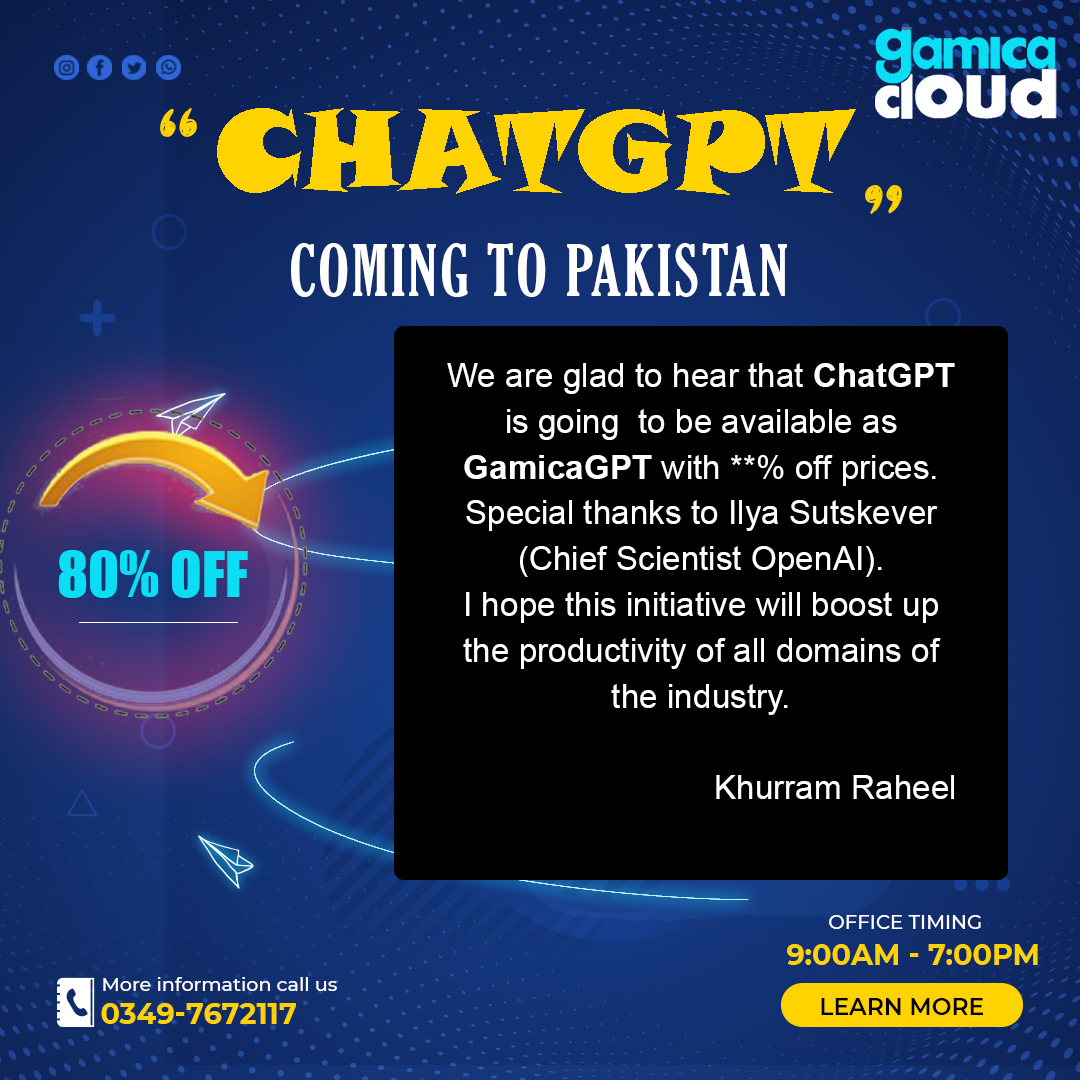 gamica
cloud
“ CHATGPT ”
COMING TO PAKISTAN
We are glad to hear that ChatGPT
is going  to be available as
GamicaGPT with **% off prices.
Special thanks to Ilya Sutskever
(Chief Scientist OpenAI).
I hope this initiative will boost up
the productivity of all domains of
the industry.
Khurram Raheel
80% OFF
OFFICE TIMING
9:00AM - 7:00PM
LEARN MORE
More information call us
0349-7672117